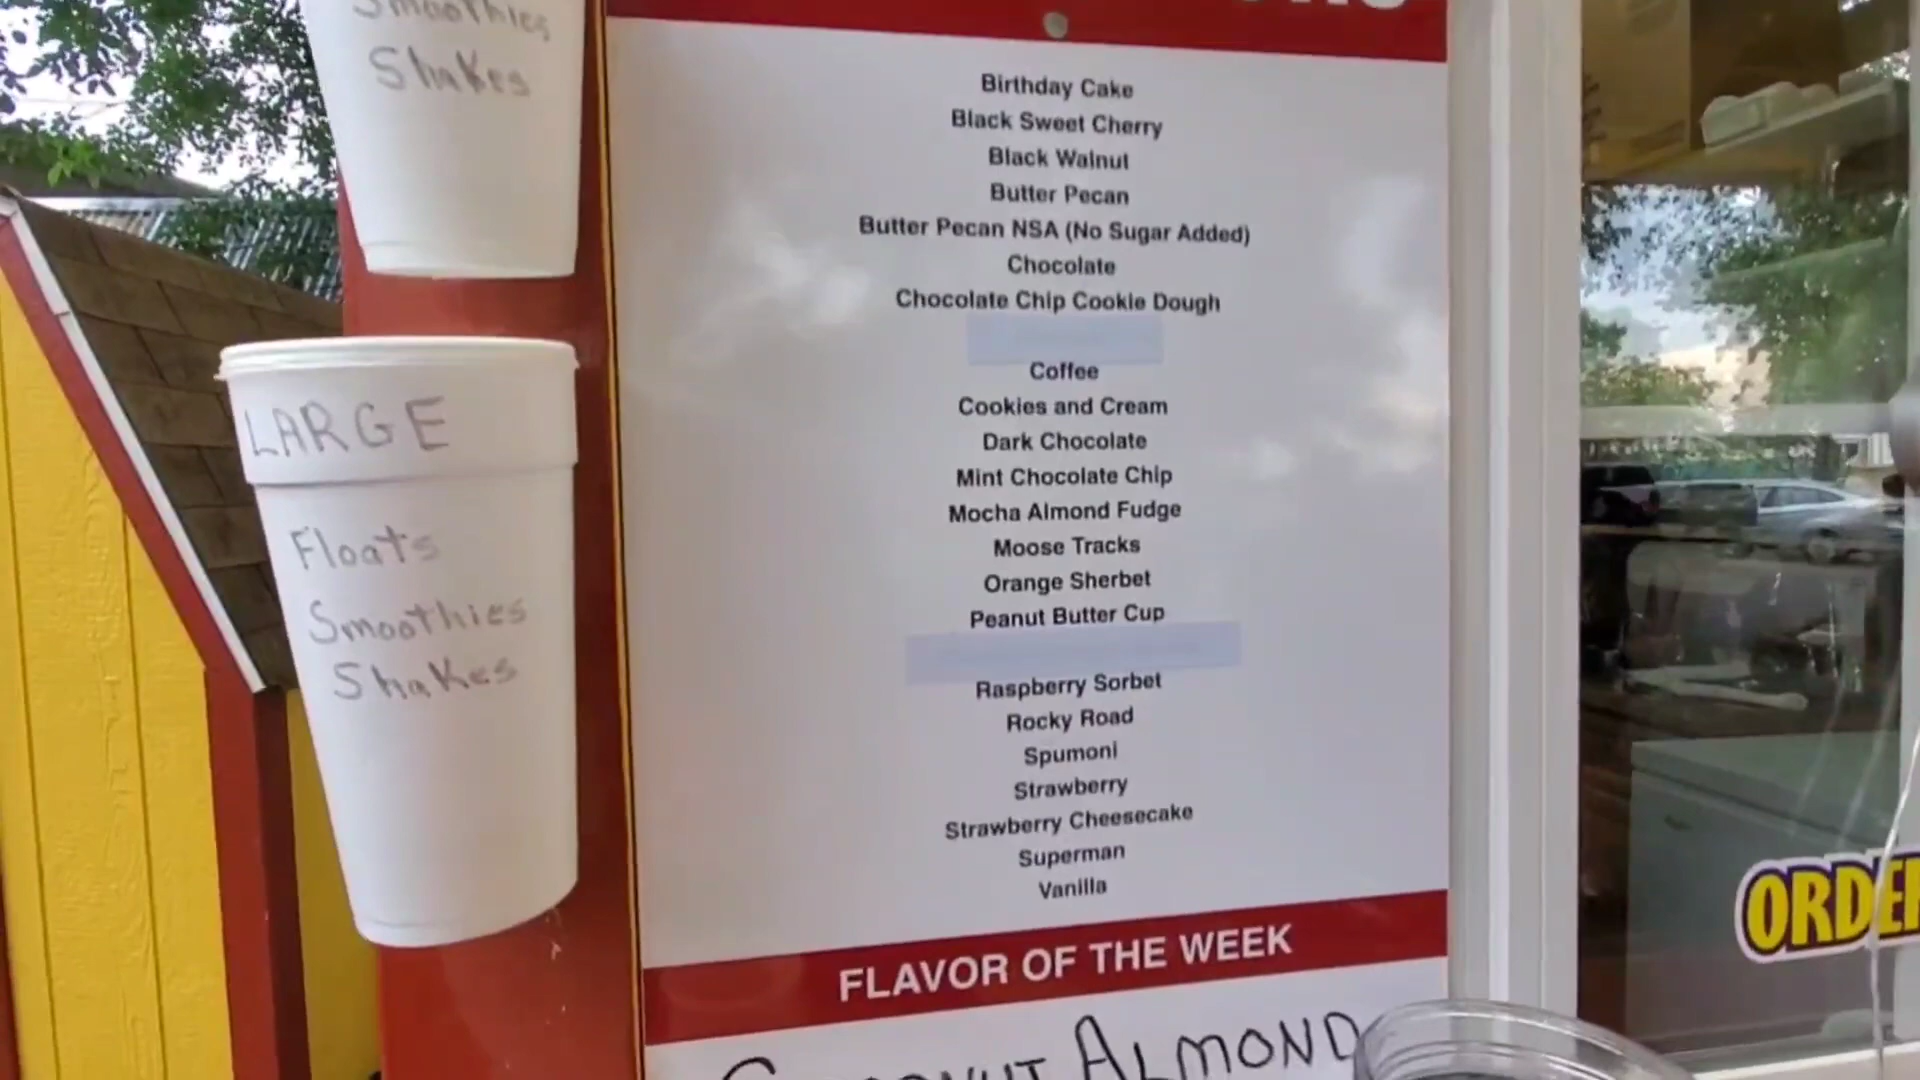 Smoothies
Shakes
LARGE
Floats
Smoothies
Shakes
Birthday Cake
Black Sweet Cherry
Black Walnut
Butter Pecan
Butter Pecan NSA (No Sugar Added)
Chocolate
Chocolate Chip Cookie Dough
Coffee
Cookies and Cream
Dark Chocolate
Mint Chocolate Chip
Mocha Almond Fudge
Moose Tracks
Orange Sherbet
Peanut Butter Cup
Raspberry Sorbet
Rocky Road
Spumoni
Strawberry
Strawberry Cheesecake
Superman
Vanilla
FLAVOR OF THE WEEK
ALMOND
ORDER